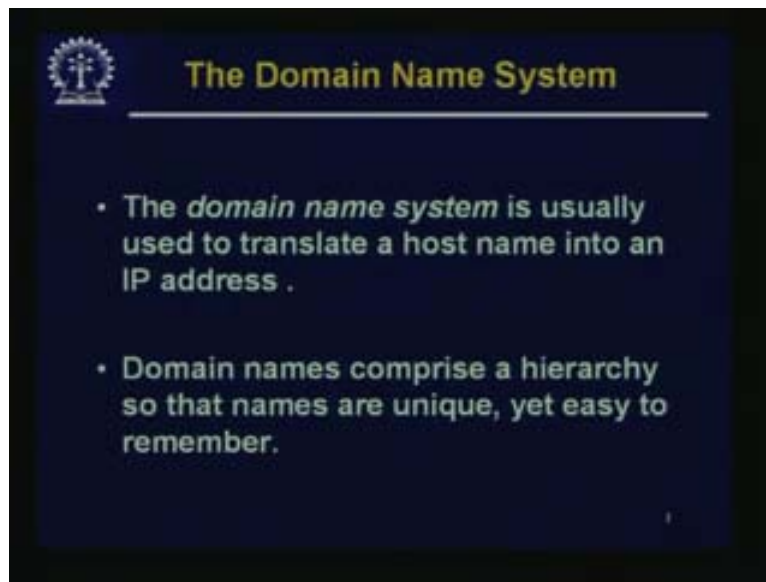 The Domain Name System
• The domain name system is usually
used to translate a host name into an
IP address .
• Domain names comprise a hierarchy
so that names are unique, yet easy to
remember.